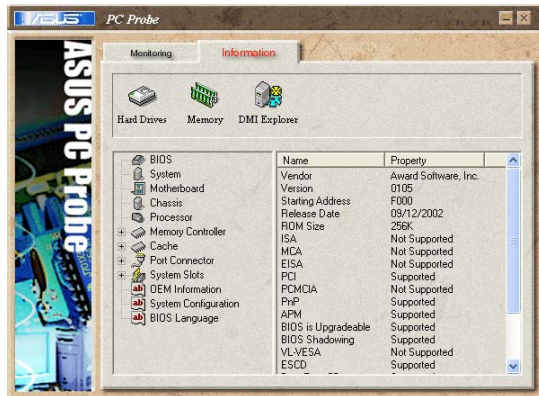 ASUS PC Probe
ASUS PC Probe
Monitoring
Information
Hard Drives Memory DMI Explorer
BIOS
System
Motherboard
Chassis
Processor
Memory Controller
Cache
Port Connector
System Slots
OEM Information
System Configuration
BIOS Language
Name Property
Vendor Award Software, Inc.
Version 0105
Starting Address F000
Release Date 09/12/2002
ROM Size 256K
ISA Not Supported
MCA Not Supported
EISA Not Supported
PCI Supported
PCMCIA Not Supported
PnP Supported
APM Supported
BIOS is Upgradeable Supported
BIOS Shadowing Supported
VL-VESA Not Supported
ESCD Supported